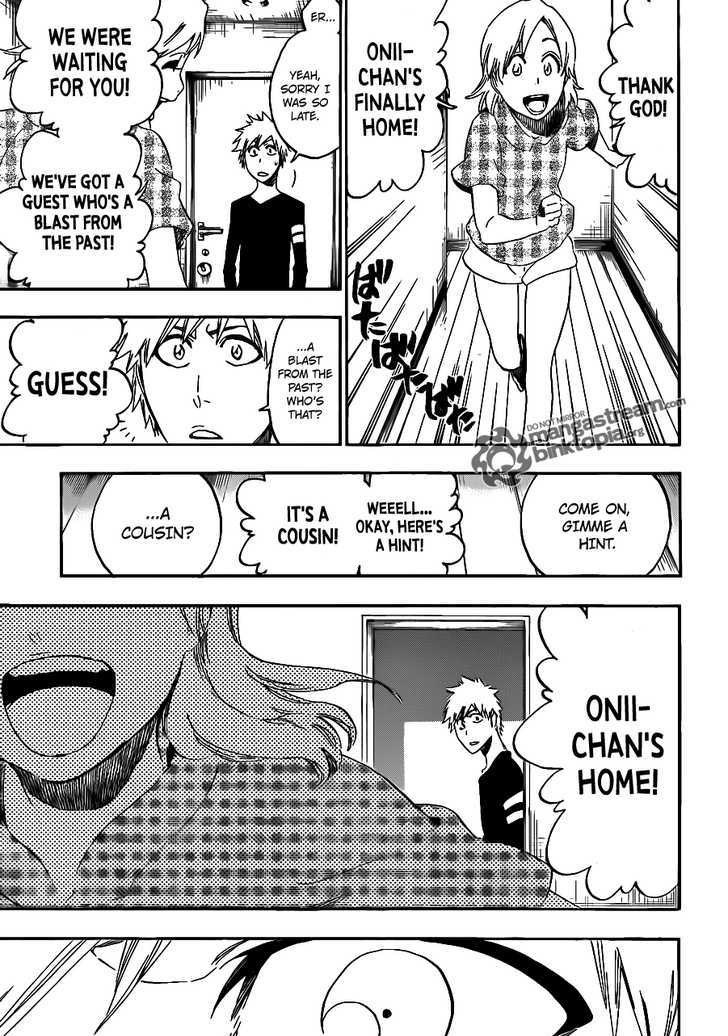 THANK
GOD!
ONII-
CHAN'S
FINALLY
HOME!
ばたばたばた
ER...
YEAH,
SORRY I
WAS SO
LATE.
WE WERE
WAITING
FOR YOU!
WE'VE GOT A
GUEST WHO'S A
BLAST FROM
THE PAST!
...A
BLAST
FROM THE
PAST?
WHO'S
THAT?
GUESS!
DO NOT MIRROR
mangastream.com
binktopia.org
COME ON,
GIMME A
HINT.
WEEELL...
OKAY, HERE'S
A HINT!
IT'S A
COUSIN!
...A
COUSIN?
ONII-
CHAN'S
HOME!